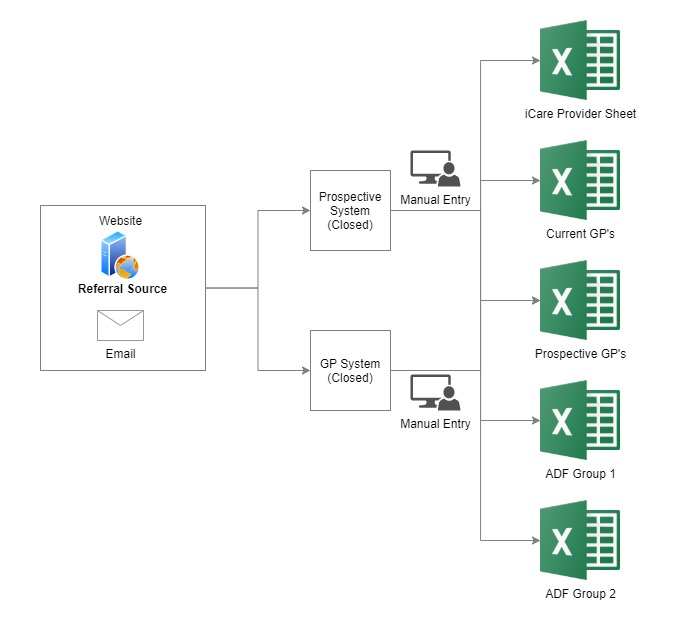 Website
Referral Source
Email
Prospective
System
(Closed)
GP System
(Closed)
Manual Entry
Manual Entry
X
iCare Provider Sheet
X
Current GP's
X
Prospective GP's
X
ADF Group 1
X
ADF Group 2